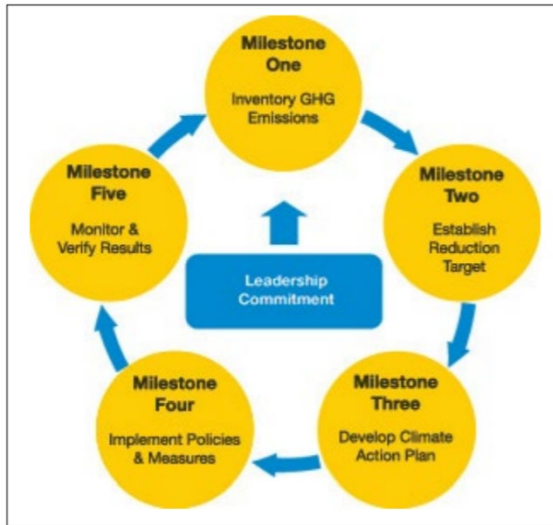 Milestone
One
Inventory GHG
Emissions
Milestone
Two
Establish
Reduction
Target
Milestone
Three
Develop Climate
Action Plan
Milestone
Four
Implement Policies
& Measures
Milestone
Five
Monitor &
Verify Results
Leadership
Commitment